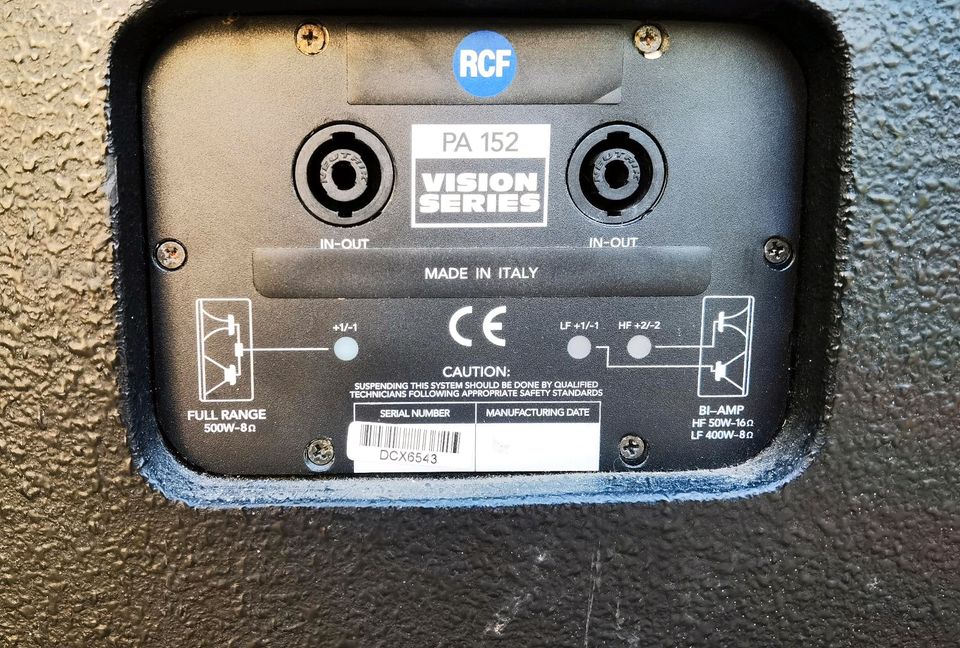 RCF
PA 152
VISION
SERIES
NEUTRIK
NEUTRIK
IN-OUT
IN-OUT
MADE IN ITALY
+1/-1
LF +1/-1
HF +2/-2
CE
CAUTION:
SUSPENDING THIS SYSTEM SHOULD BE DONE BY QUALIFIED
TECHNICIANS FOLLOWING APPROPRIATE SAFETY STANDARDS
FULL RANGE
500W-8Ω
SERIAL NUMBER
MANUFACTURING DATE
DCX6543
BI-AMP
HF 50W-16Ω
LF 400W-8Ω